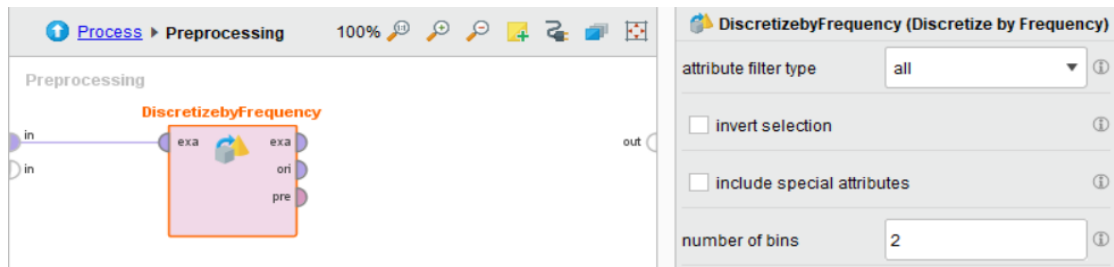 Process ▸ Preprocessing 100%
Preprocessing
DiscretizebyFrequency
in
in
exa
exa
ori
pre
out
DiscretizebyFrequency (Discretize by Frequency)
attribute filter type all
invert selection
include special attributes
number of bins 2